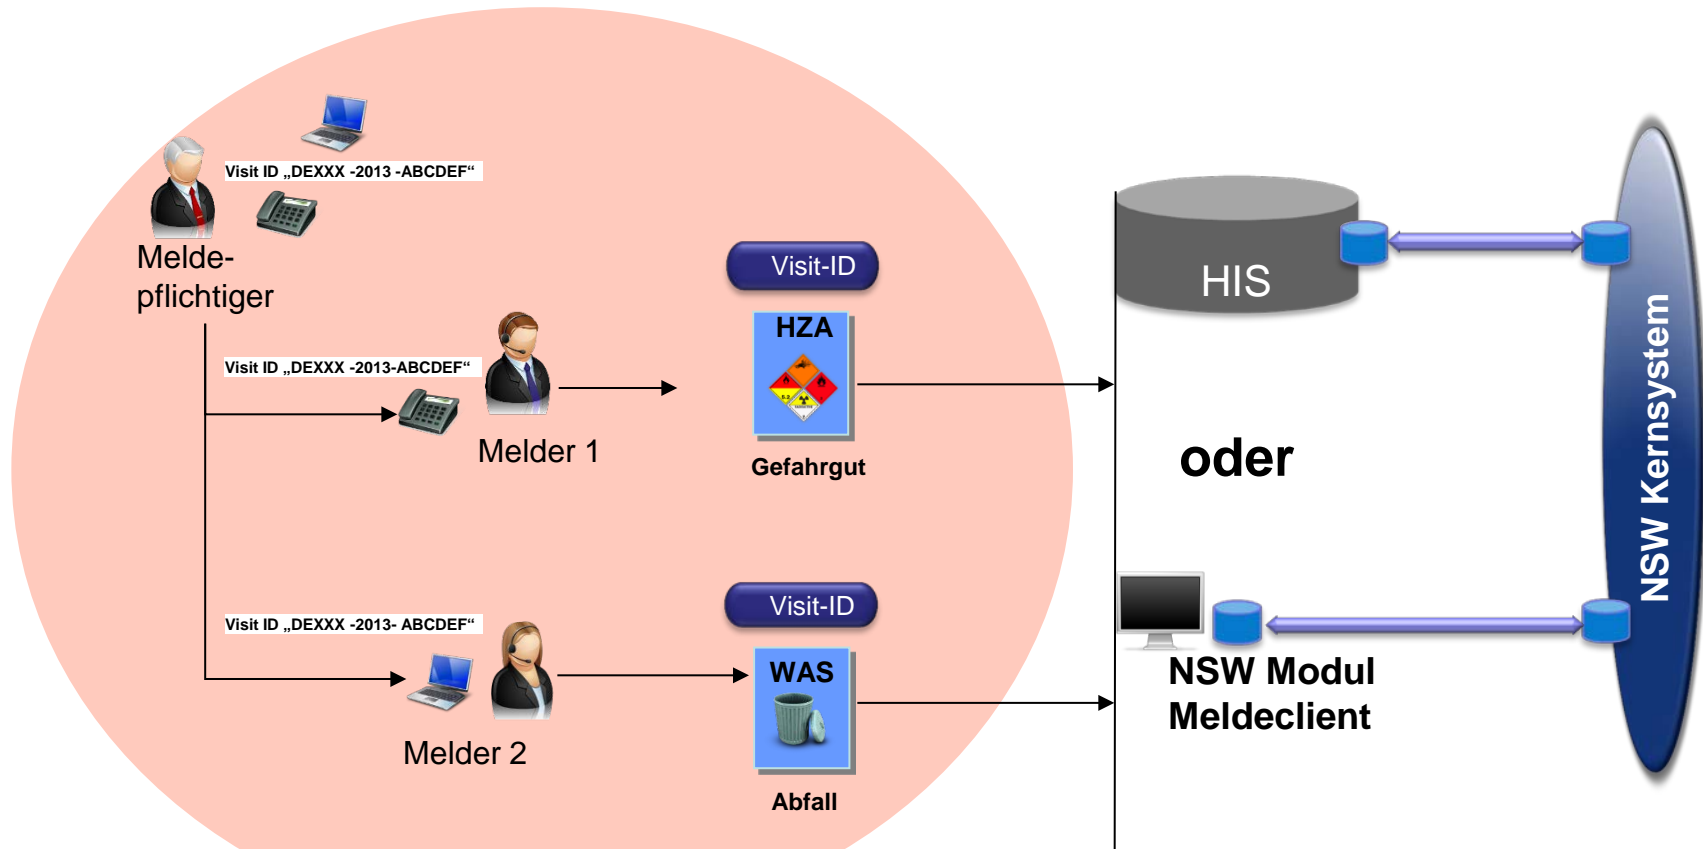 Visit ID „DEXXX -2013 -ABCDEF“
Melde-
pflichtiger
Visit ID „DEXXX -2013-ABCDEF“
Melder 1
Visit-ID
HZA
Gefahrgut
Visit ID „DEXXX -2013- ABCDEF“
Melder 2
Visit-ID
WAS
Abfall
HIS
oder
NSW Modul
Meldeclient
NSW Kernsystem